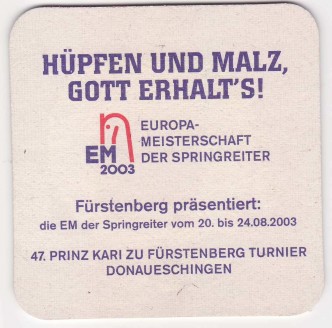 HÜPFEN UND MALZ,
GOTT ERHALT'S!
EM
2003
EUROPA-
MEISTERSCHAFT
DER SPRINGREITER
Fürstenberg präsentiert:
die EM der Springreiter vom 20. bis 24.08.2003
47. PRINZ KARI ZU FÜRSTENBERG TURNIER
DONAUESCHINGEN